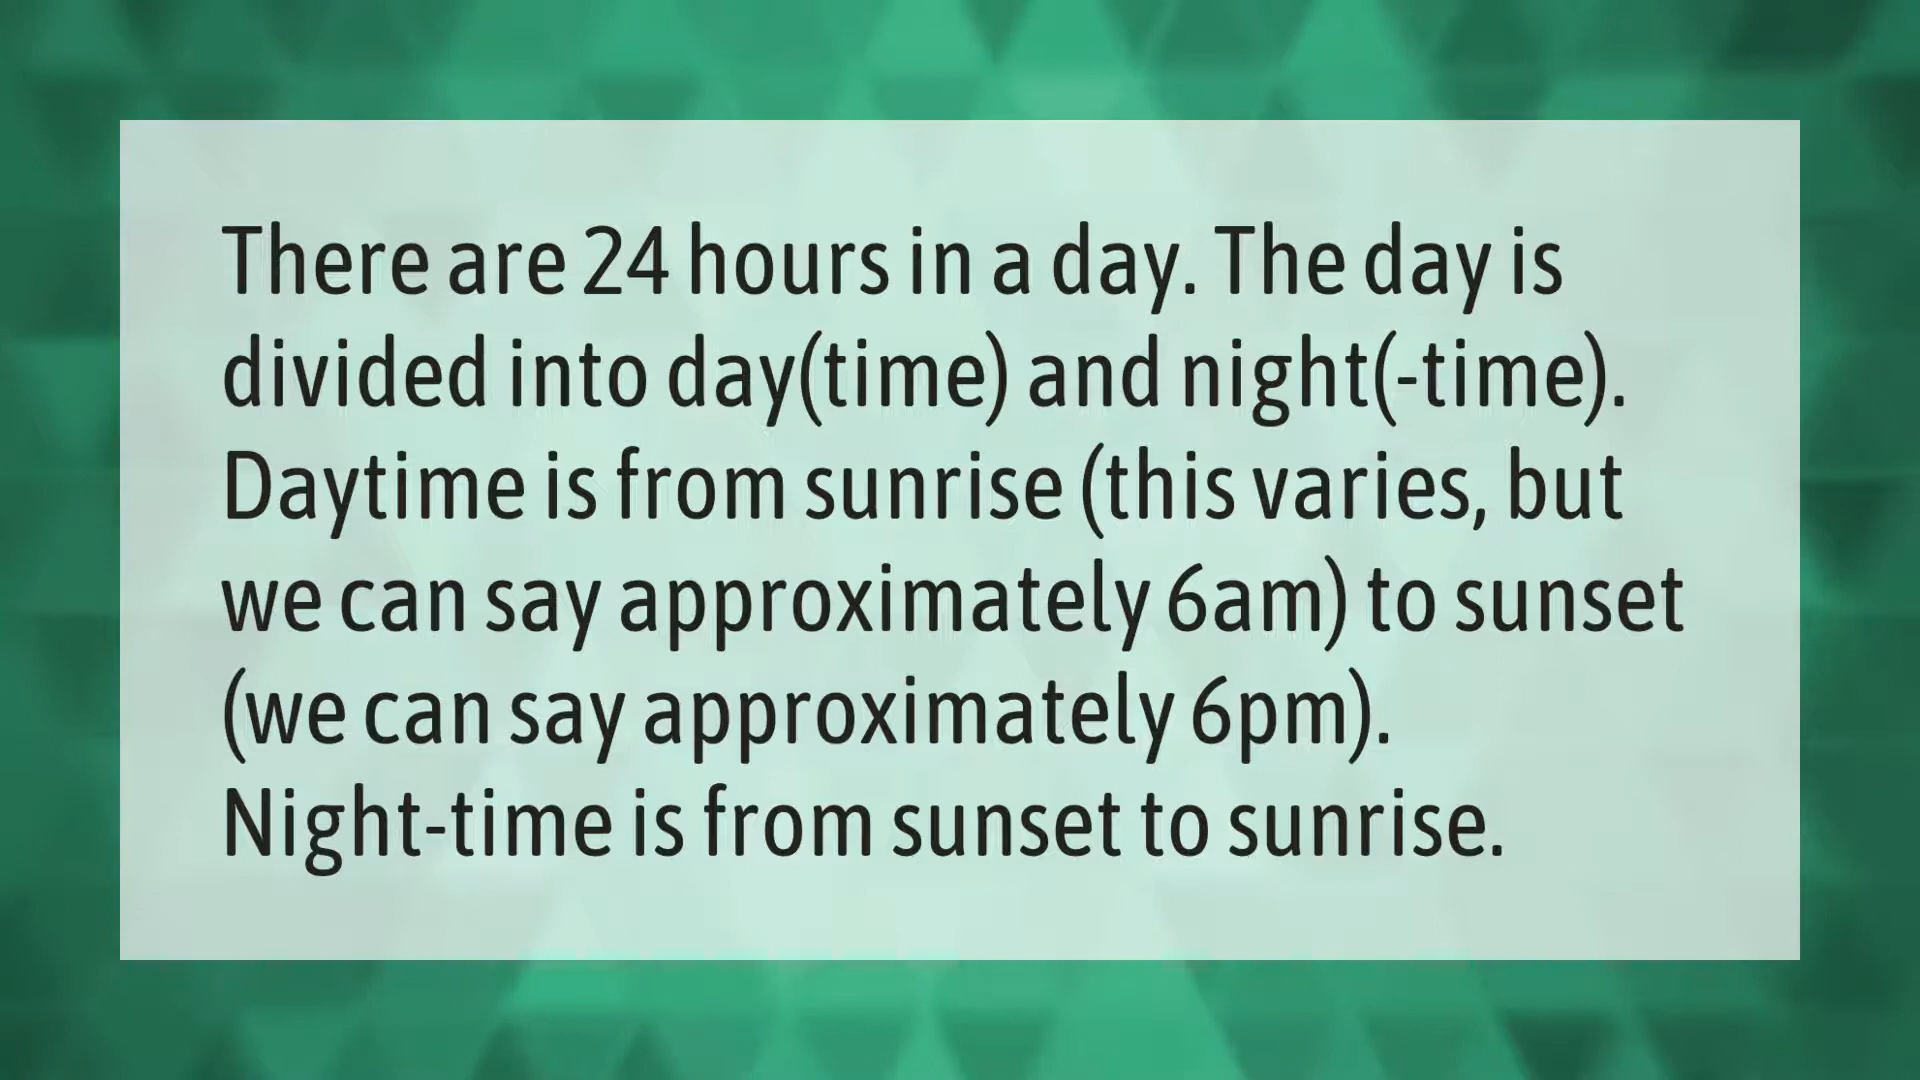 There are 24 hours in a day. The day is
divided into day(time) and night(-time).
Daytime is from sunrise (this varies, but
we can say approximately 6am) to sunset
(we can say approximately 6pm).
Night-time is from sunset to sunrise.